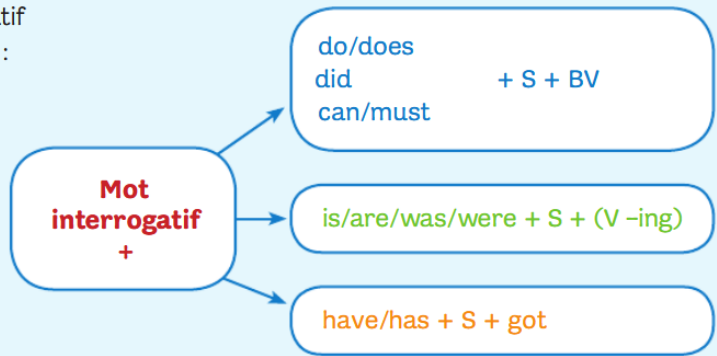 tif
:
do/does
did + S + BV
can/must
Mot
interrogatif
+
is/are/was/were + S + (V –ing)
have/has + S + got